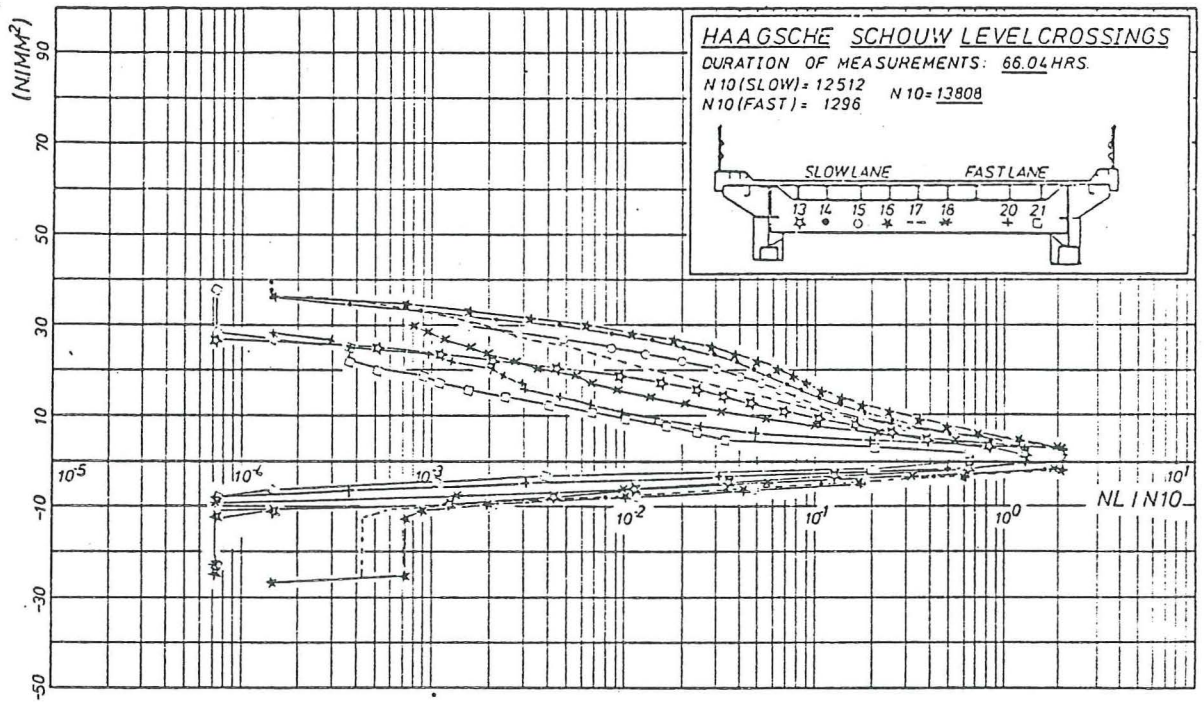 (N/MM²)
90
70
50
30
10
-10
-30
-50
HAAGSCHE SCHOUW LEVELCROSSINGS
DURATION OF MEASUREMENTS: 66.04 HRS.
N10(SLOW)= 12512
N10(FAST)= 1296
N10= 13808
SLOWLANE FASTLANE
13 14 15 16 17 18 20 21
10⁻⁵ 10⁻⁴ 10⁻³ 10⁻² 10⁻¹ 10⁰ 10¹
NL / N10